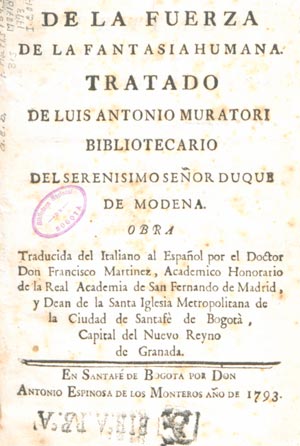 DE LA FUERZA
DE LA FANTASIA HUMANA.
TRATADO
DE LUIS ANTONIO MURATORI
BIBLIOTECARIO
DEL SERENISIMO SEÑOR DUQUE
DE MODENA.
OBRA
Traducida del Italiano al Español por el Doctor
Don Francisco Martinez, Academico Honorario
de la Real Academia de San Fernando de Madrid,
y Dean de la Santa Iglesia Metropolitana de
la Ciudad de Santafè de Bogotà,
Capital del Nuevo Reyno
de Granada.
EN SANTAFÉ DE BOGOTA POR DON
ANTONIO ESPINOSA DE LOS MONTEROS AÑO DE 1793.
BOGOTA